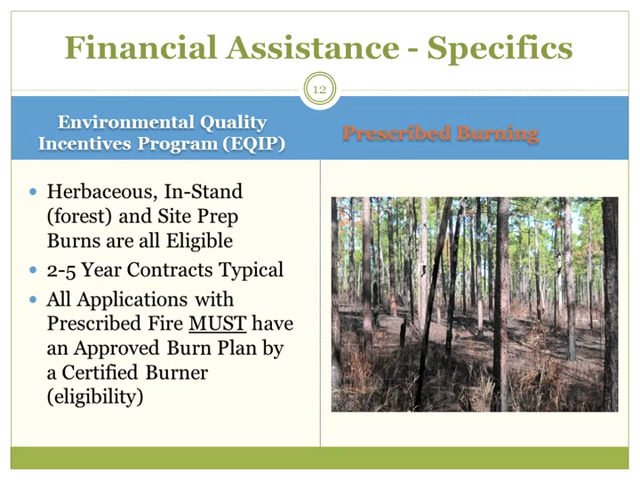 Financial Assistance - Specifics
12
Environmental Quality
Incentives Program (EQIP)
Prescribed Burning
• Herbaceous, In-Stand
(forest) and Site Prep
Burns are all Eligible
• 2-5 Year Contracts Typical
• All Applications with
Prescribed Fire MUST have
an Approved Burn Plan by
a Certified Burner
(eligibility)